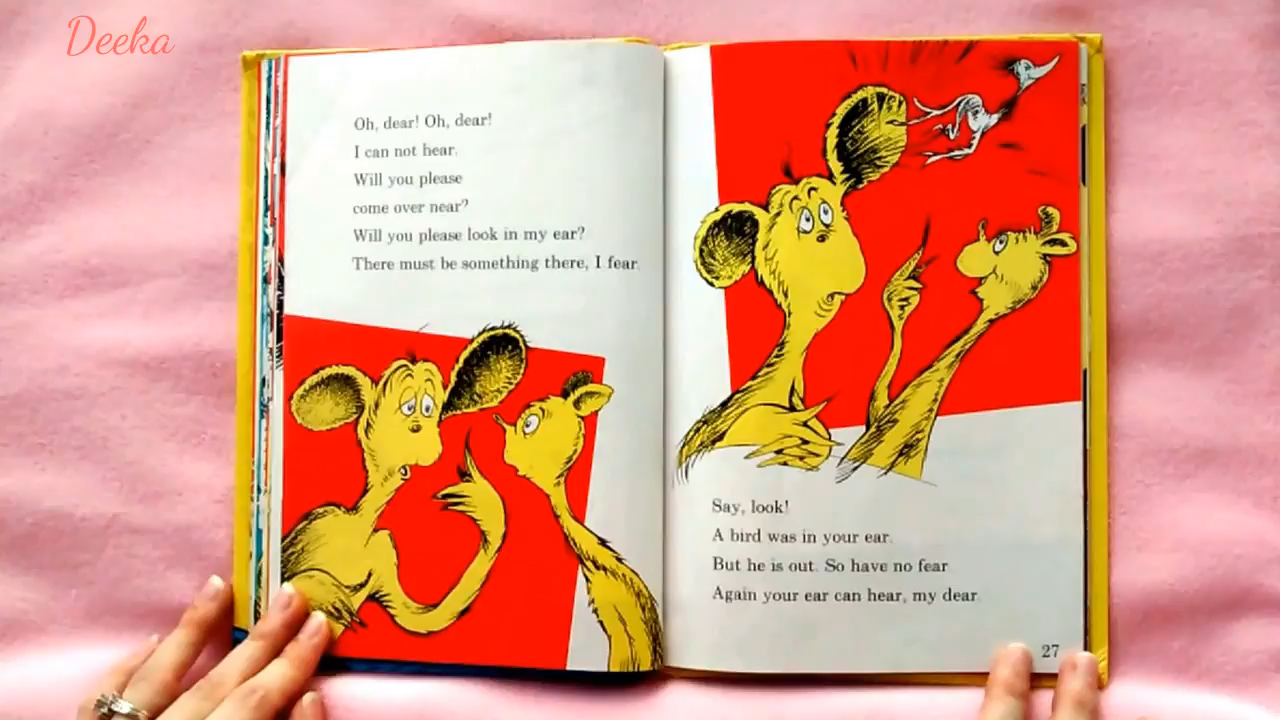 Deeka
Oh, dear! Oh, dear!
I can not hear.
Will you please
come over near?
Will you please look in my ear?
There must be something there, I fear.
Say, look!
A bird was in your ear.
But he is out. So have no fear.
Again your ear can hear, my dear.
27